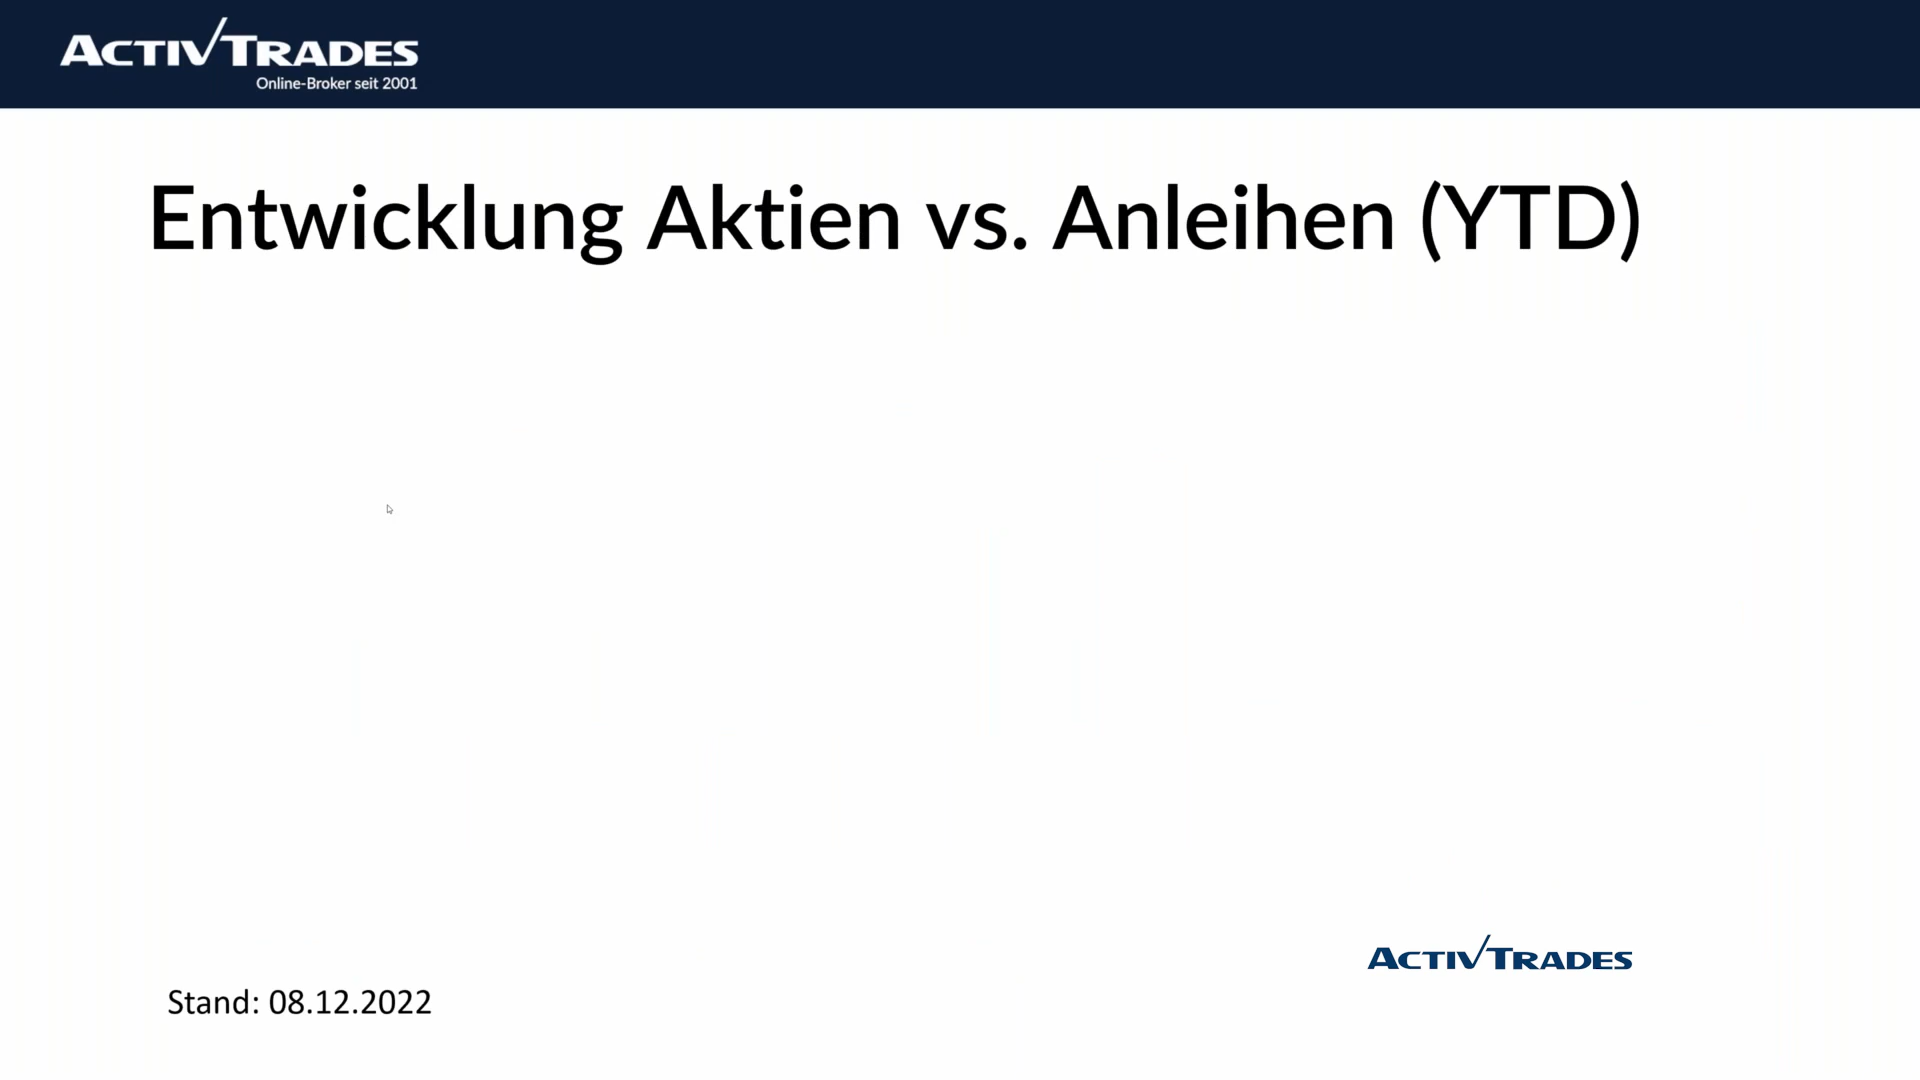 ACTIVTRADES
Online-Broker seit 2001
Entwicklung Aktien vs. Anleihen (YTD)
ACTIVTRADES
Stand: 08.12.2022